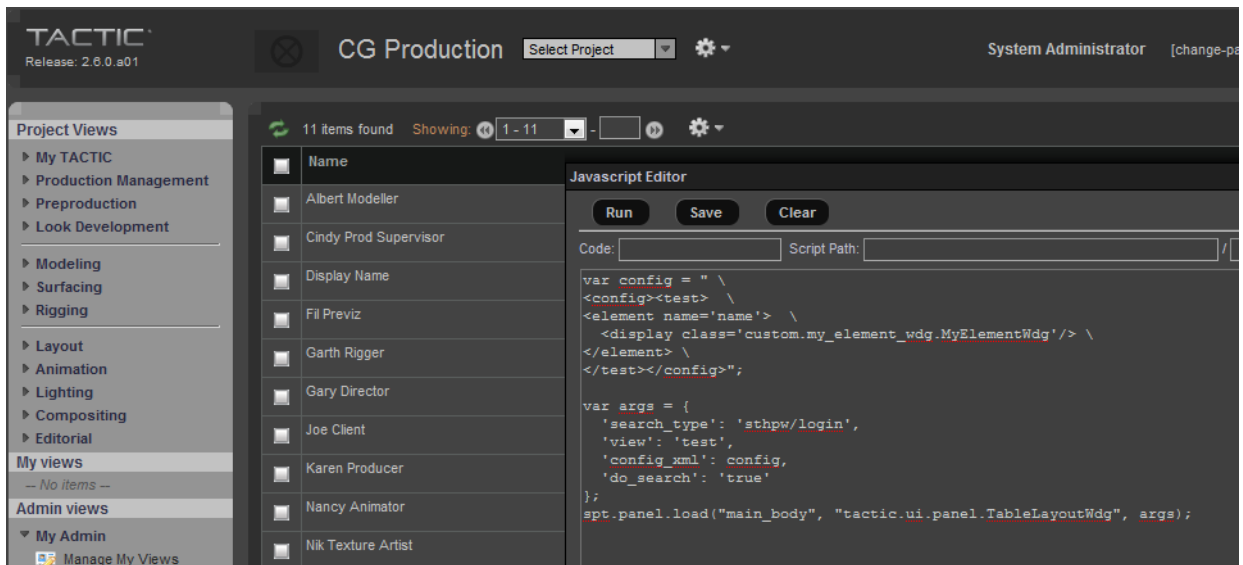 TACTIC
Release: 2.6.0.a01
CG Production
Select Project
System Administrator
[change-pa
Project Views
My TACTIC
Production Management
Preproduction
Look Development
Modeling
Surfacing
Rigging
Layout
Animation
Lighting
Compositing
Editorial
My views
-- No items --
Admin views
My Admin
Manage My Views
11 items found Showing: 1 - 11 -
Name
Albert Modeller
Cindy Prod Supervisor
Display Name
Fil Previz
Garth Rigger
Gary Director
Joe Client
Karen Producer
Nancy Animator
Nik Texture Artist
Javascript Editor
Run Save Clear
Code: Script Path: /
var config = " \
<config><test> \
<element name='name'> \
<display class='custom.my_element_wdg.MyElementWdg'/> \
</element> \
</test></config>";
var args = {
'search_type': 'sthpw/login',
'view': 'test',
'config_xml': config,
'do_search': 'true'
};
spt.panel.load("main_body", "tactic.ui.panel.TableLayoutWdg", args);